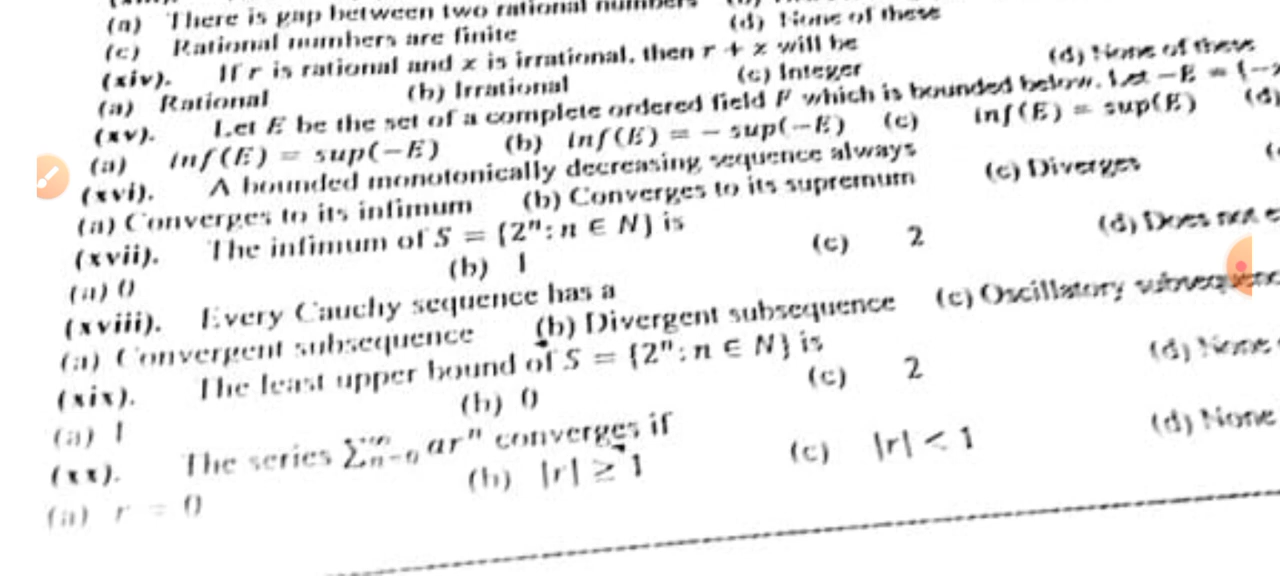 (a) There is gap between two rational numbers
(c) Rational numbers are finite (d) None of these
(xiv). If r is rational and x is irrational, then r + x will be
(a) Rational (b) Irrational (c) Integer (d) None of these
(xv). Let E be the set of a complete ordered field F which is bounded below. Let −E = {−
(a) inf(E) = sup(−E) (b) inf(E) = − sup(−E) (c) inf(E) = sup(E) (d)
(xvi). A bounded monotonically decreasing sequence always
(a) Converges to its infimum (b) Converges to its supremum (c) Diverges
(xvii). The infimum of S = {2ⁿ: n ∈ N} is
(a) 0 (b) 1 (c) 2 (d) Does not
(xviii). Every Cauchy sequence has a
(a) Convergent subsequence (b) Divergent subsequence (c) Oscillatory
(xix). The least upper bound of S = {2ⁿ: n ∈ N} is
(a) 1 (b) 0 (c) 2 (d) None
(xx). The series ∑ₙ₌₀^∞ arⁿ converges if
(a) r = 0 (b) |r| ≥ 1 (c) |r| < 1 (d) None